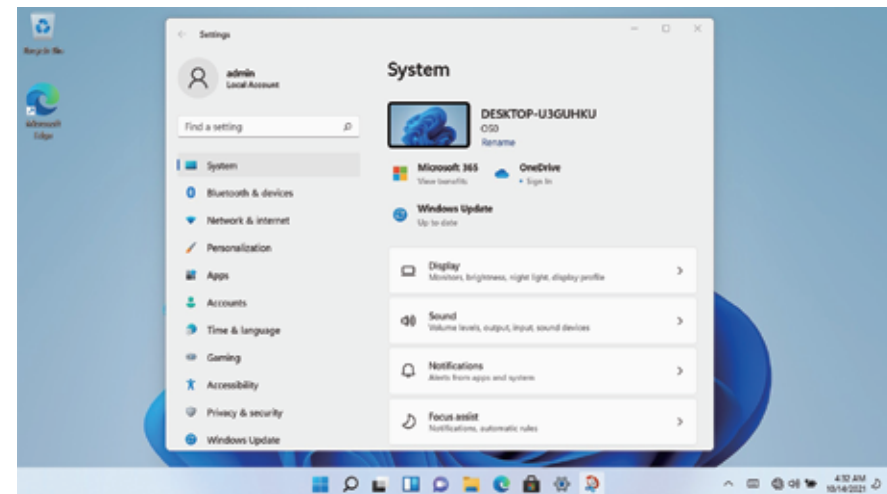 Recycle Bin
Microsoft
Edge
Settings
admin
Local Account
Find a setting
System
Bluetooth & devices
Network & internet
Personalization
Apps
Accounts
Time & language
Gaming
Accessibility
Privacy & security
Windows Update
System
DESKTOP-U3GUHKU
Rename
Microsoft 365
View benefits
OneDrive
• Sign In
Windows Update
Up to date
Display
Monitors, brightness, night light, display profile
Sound
Volume levels, output, input, sound devices
Notifications
Alerts from apps and system
Focus assist
Notifications, automatic rules
4:32 AM
10/14/2021